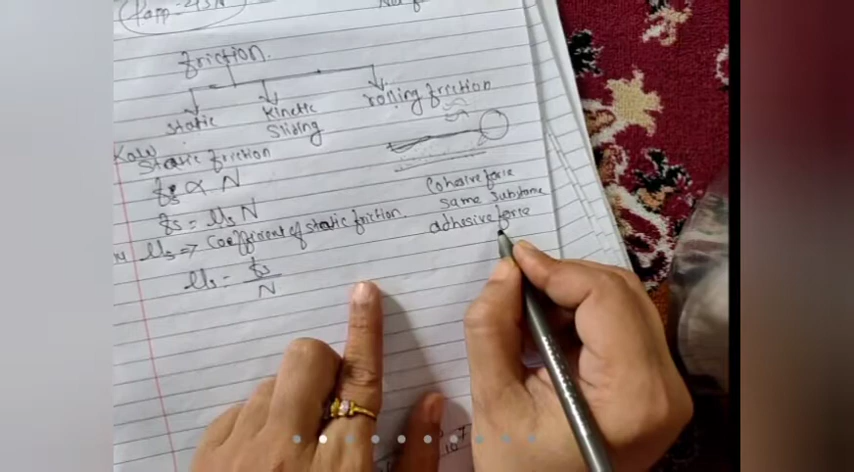 friction
static
Kinetic
Sliding
rolling friction
Static friction
fs ∝ N
fs = μs N
μs => Coefficient of static friction.
μs = fs / N
Cohesive force
same substance
adhesive force